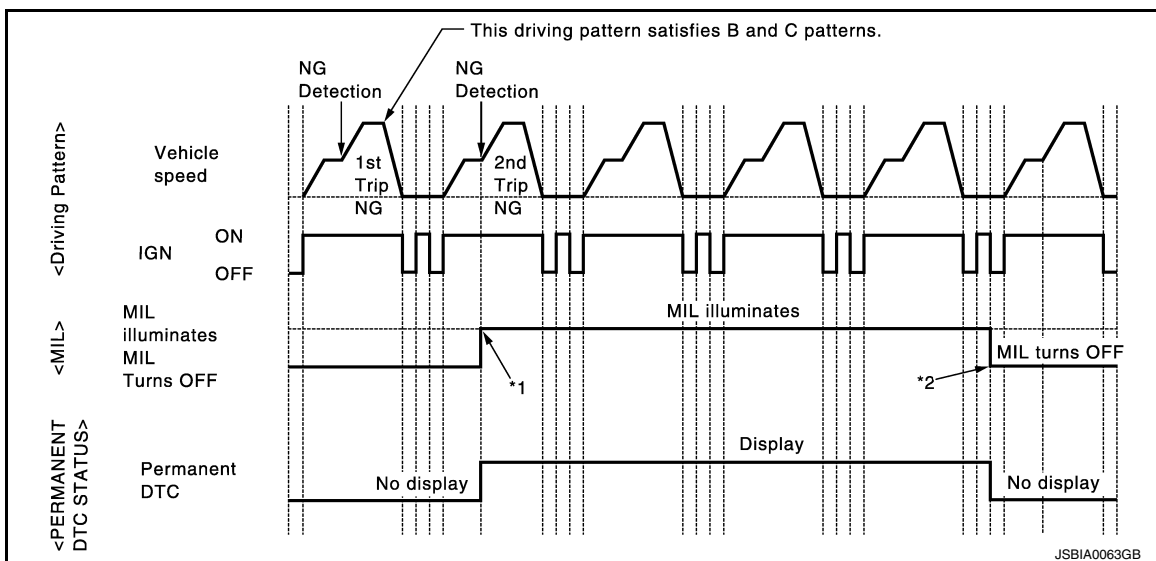 This driving pattern satisfies B and C patterns.
NG
Detection
NG
Detection
<Driving Pattern>
Vehicle
speed
1st
Trip
NG
2nd
Trip
NG
IGN
ON
OFF
<MIL>
MIL
illuminates
MIL
Turns OFF
MIL illuminates
MIL turns OFF
*1
*2
<PERMANENT
DTC STATUS>
Permanent
DTC
No display
Display
No display
JSBIA0063GB